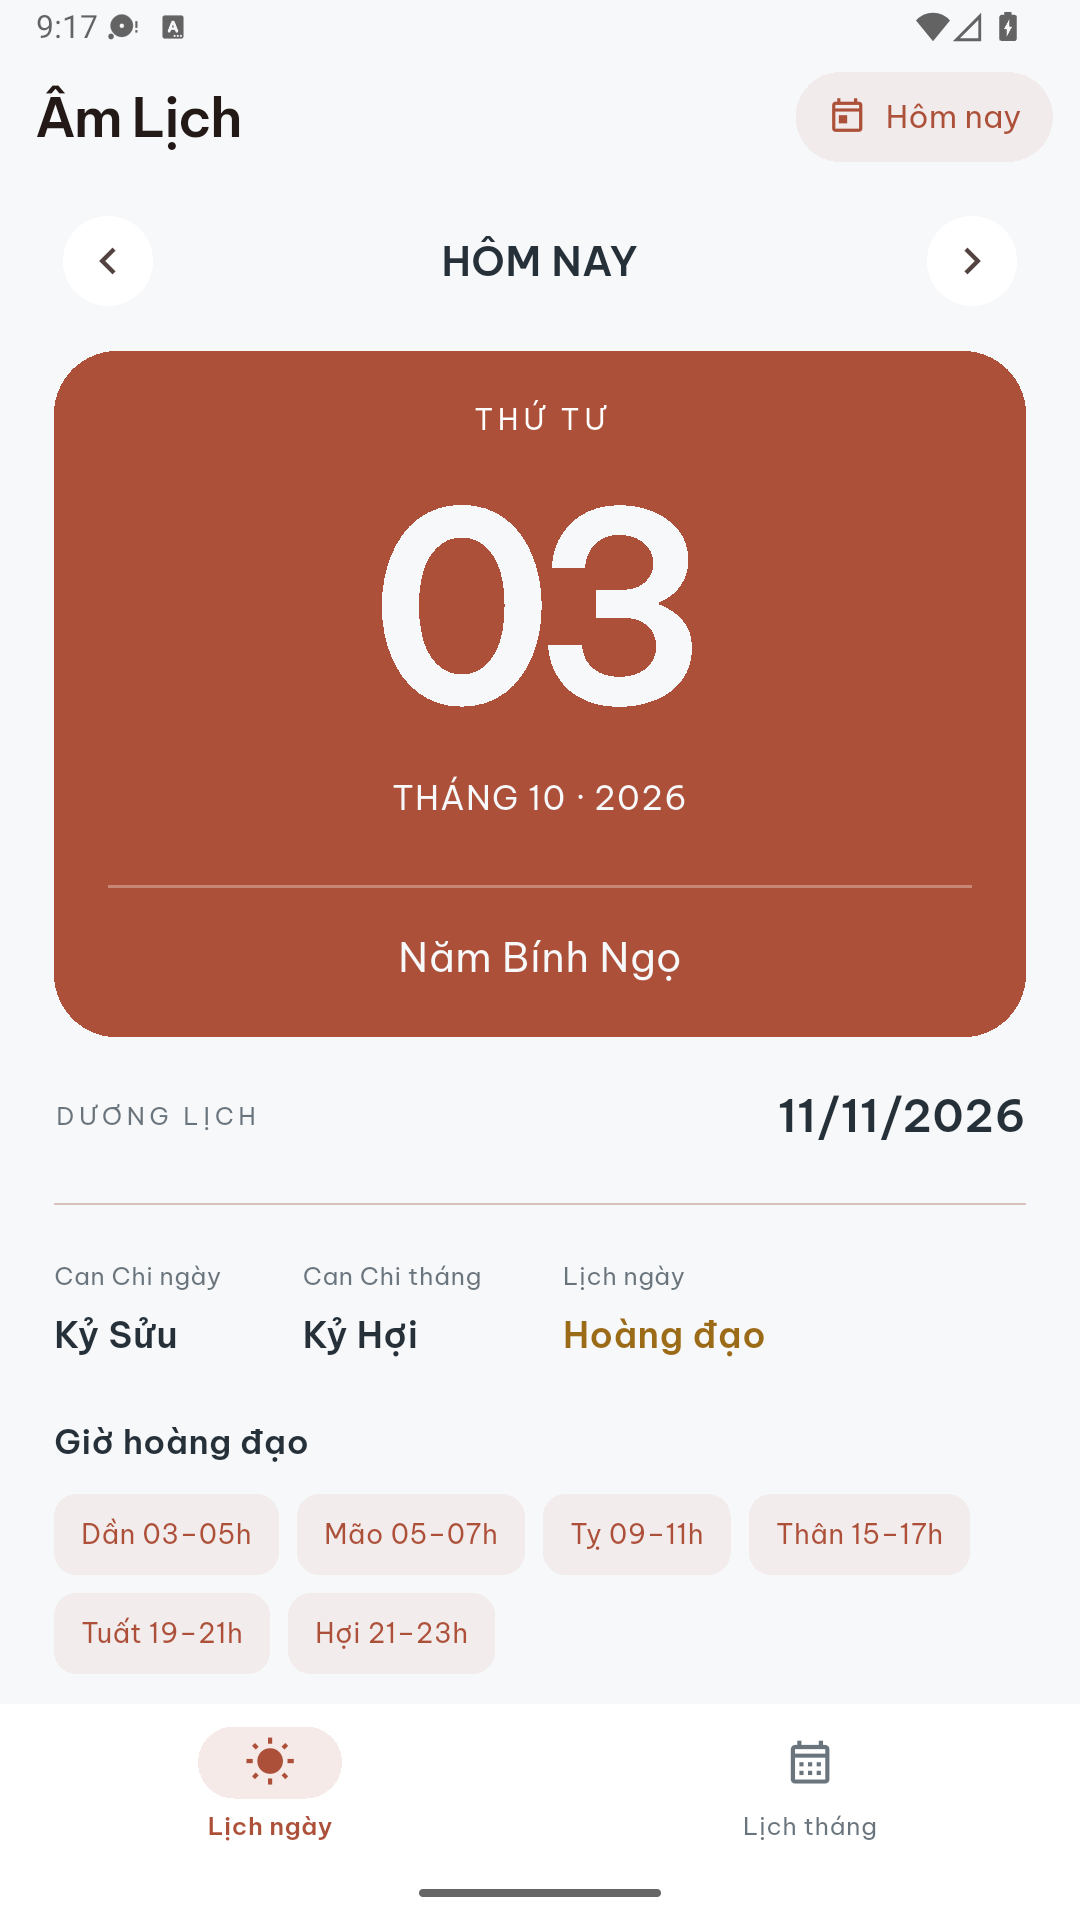 9:17
Âm Lịch
Hôm nay
HÔM NAY
THỨ TƯ
03
THÁNG 10 · 2026
Năm Bính Ngọ
DƯƠNG LỊCH
11/11/2026
Can Chi ngày
Can Chi tháng
Lịch ngày
Kỷ Sửu
Kỷ Hợi
Hoàng đạo
Giờ hoàng đạo
Dần 03–05h
Mão 05–07h
Tỵ 09–11h
Thân 15–17h
Tuất 19–21h
Hợi 21–23h
Lịch ngày
Lịch tháng